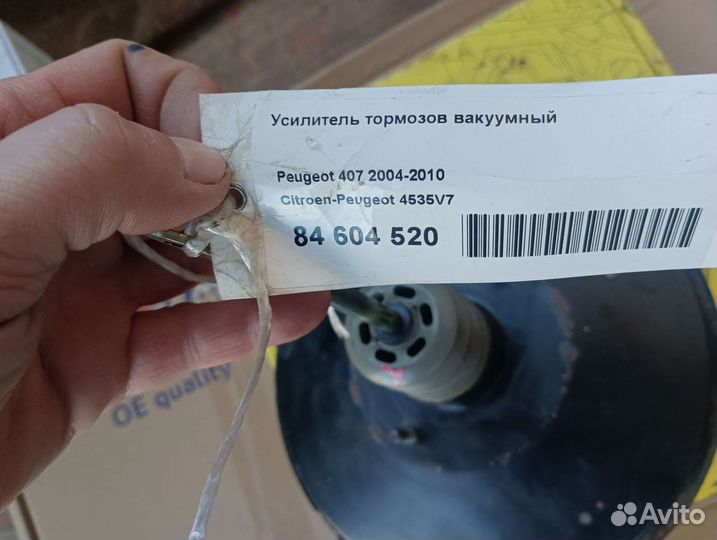 Усилитель тормозов вакуумный
Peugeot 407 2004-2010
Citroen-Peugeot 4535V7
84 604 520
OE quality
Avito